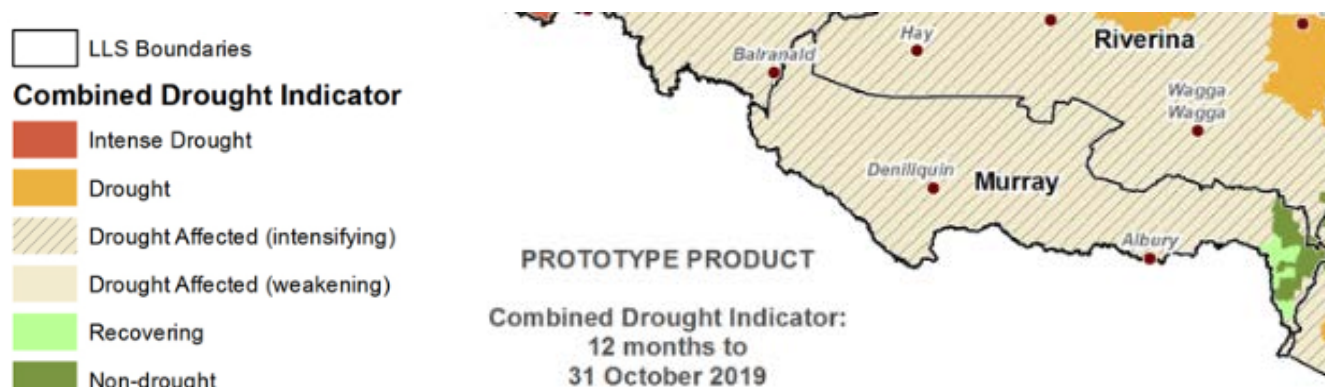 LLS Boundaries
Combined Drought Indicator
Intense Drought
Drought
Drought Affected (intensifying)
Drought Affected (weakening)
Recovering
Non-drought
Balranald
Hay
Riverina
Wagga
Wagga
Deniliquin
Murray
Albury
PROTOTYPE PRODUCT
Combined Drought Indicator:
12 months to
31 October 2019